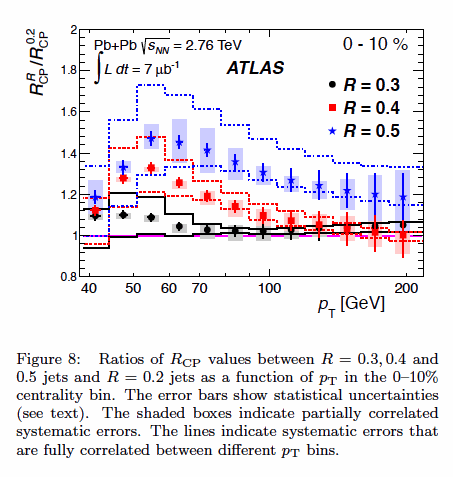 R_CP^R / R_CP^0.2
2
1.8
1.6
1.4
1.2
1
0.8
Pb+Pb √s_NN = 2.76 TeV
∫ L dt = 7 μb⁻¹
ATLAS
0 - 10 %
R = 0.3
R = 0.4
R = 0.5
40 50 60 70 100 200
p_T [GeV]
Figure 8: Ratios of R_CP values between R = 0.3, 0.4 and
0.5 jets and R = 0.2 jets as a function of p_T in the 0–10%
centrality bin. The error bars show statistical uncertainties
(see text). The shaded boxes indicate partially correlated
systematic errors. The lines indicate systematic errors that
are fully correlated between different p_T bins.